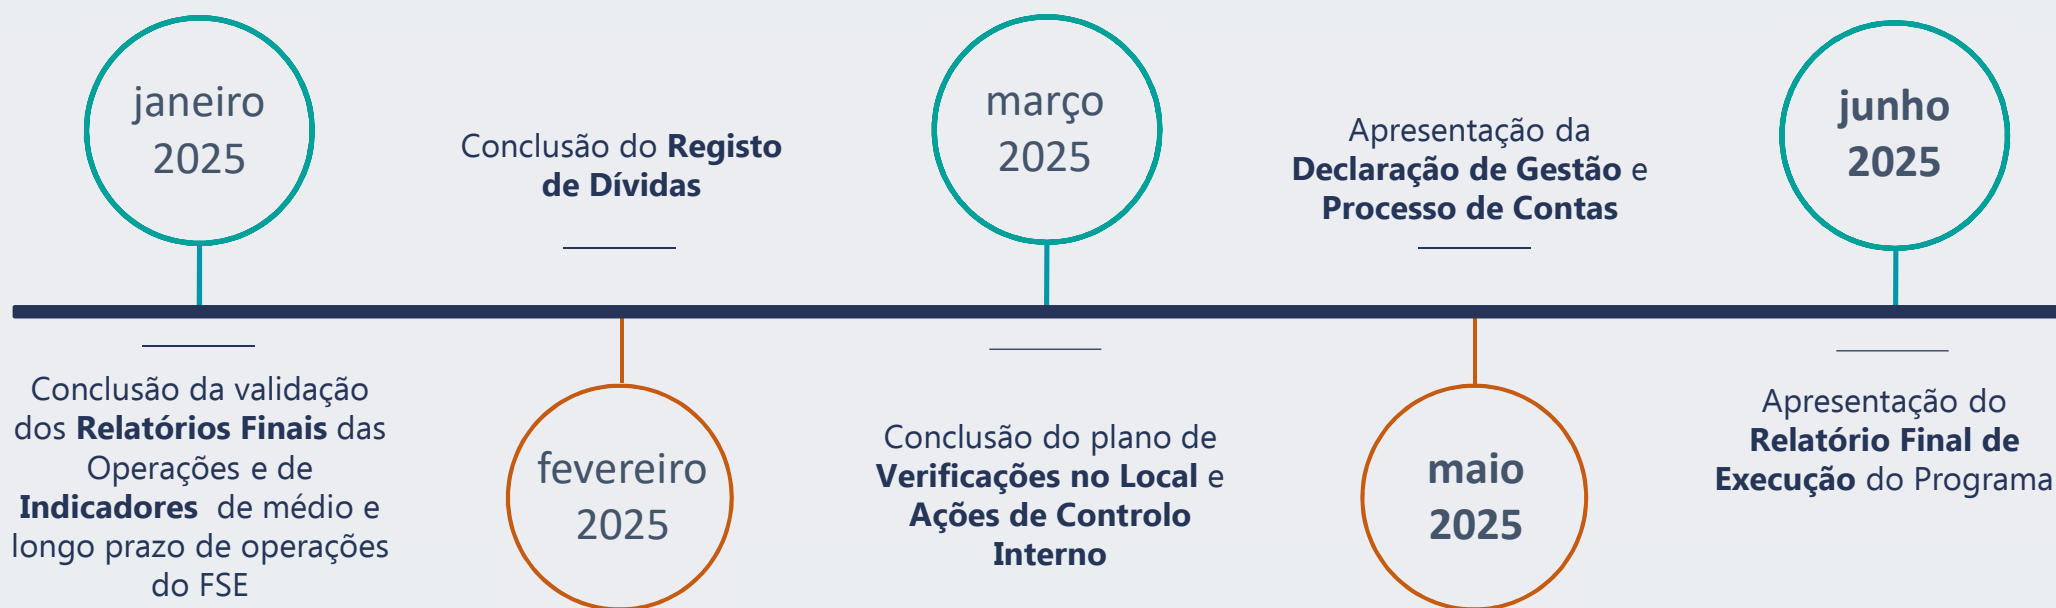 janeiro
2025
Conclusão da validação
dos Relatórios Finais das
Operações e de
Indicadores de médio e
longo prazo de operações
do FSE
Conclusão do Registo
de Dívidas
fevereiro
2025
março
2025
Conclusão do plano de
Verificações no Local e
Ações de Controlo
Interno
Apresentação da
Declaração de Gestão e
Processo de Contas
maio
2025
junho
2025
Apresentação do
Relatório Final de
Execução do Programa